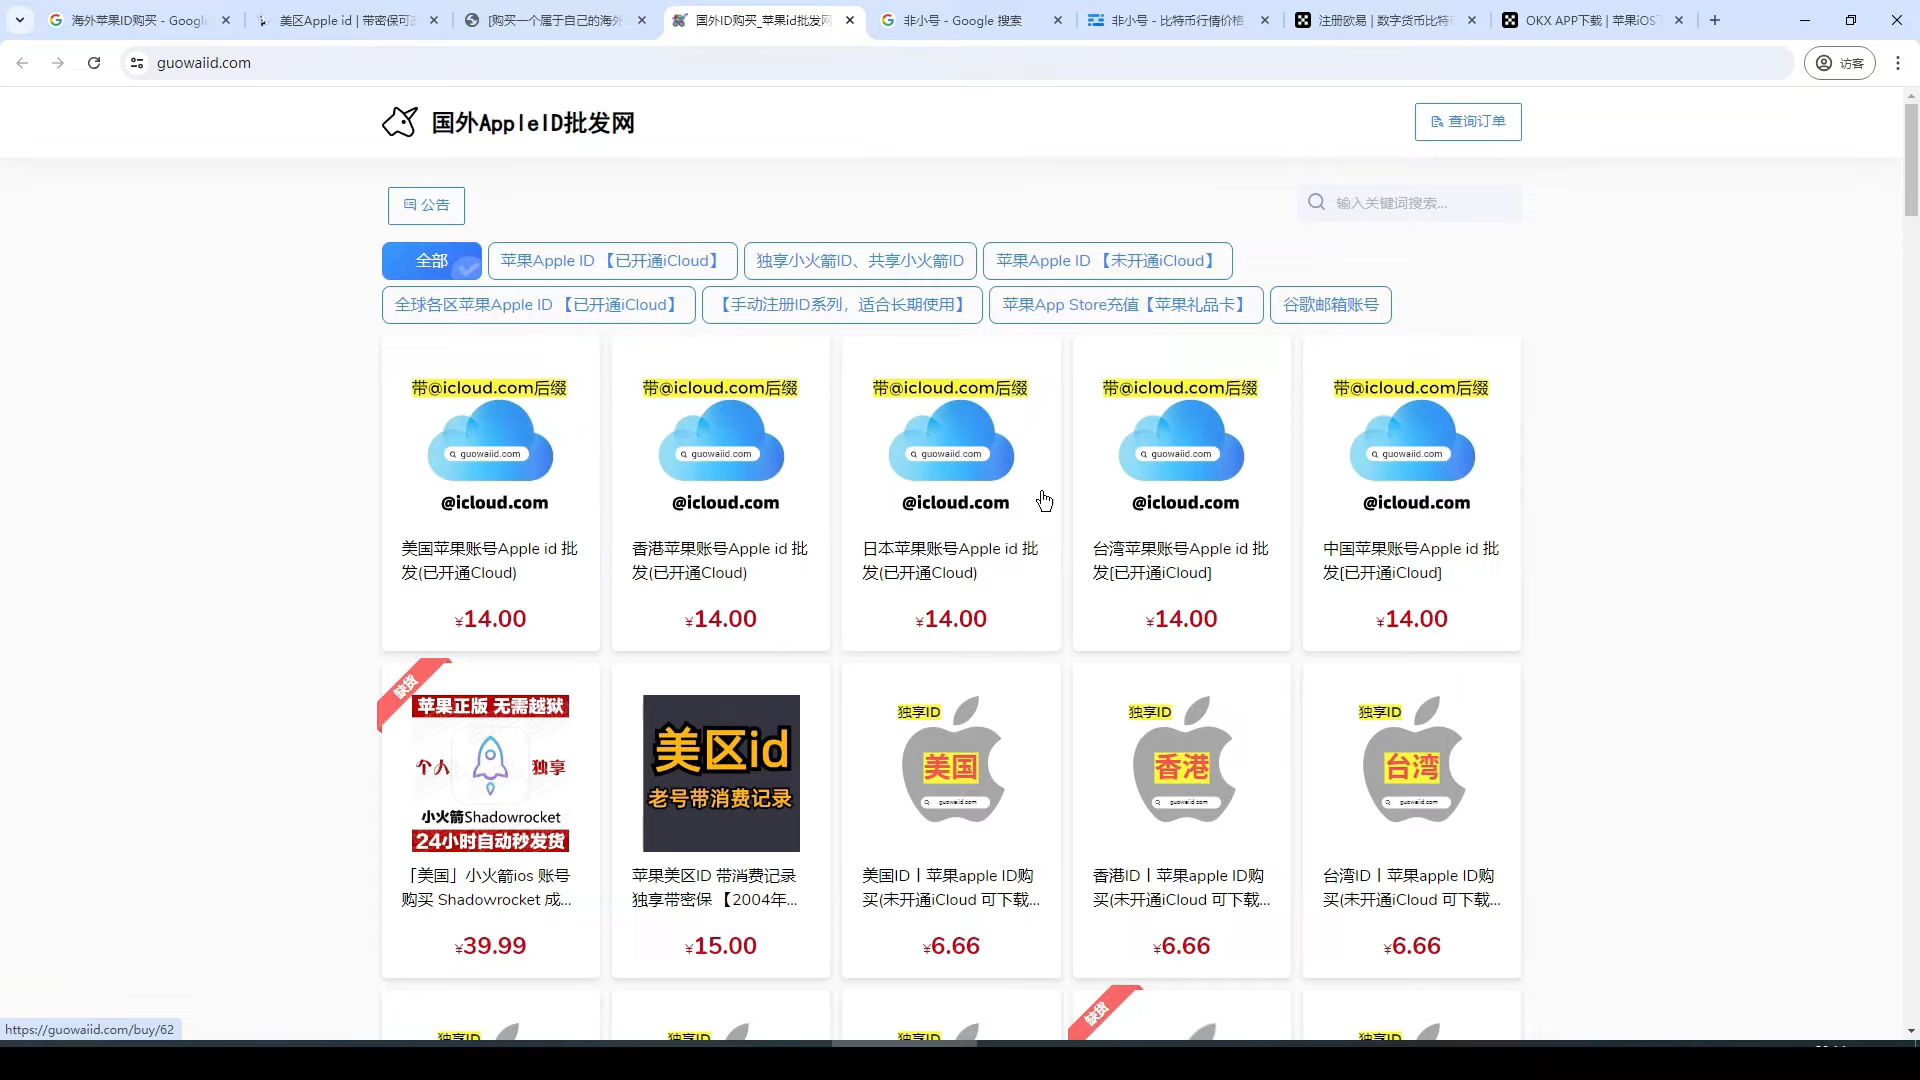 海外苹果ID购买 - Googl
美区Apple id | 带密保可
[购买一个属于自己的海外
国外ID购买_苹果id批发网
非小号 - Google 搜索
非小号 - 比特币行情价格
注册欧易 | 数字货币比特
OKX APP下载 | 苹果iOS
guowaiid.com
访客
国外AppleID批发网
查询订单
公告
输入关键词搜索...
全部
苹果Apple ID 【已开通iCloud】
独享小火箭ID、共享小火箭ID
苹果Apple ID 【未开通iCloud】
全球各区苹果Apple ID 【已开通iCloud】
【手动注册ID系列，适合长期使用】
苹果App Store充值【苹果礼品卡】
谷歌邮箱账号
带@icloud.com后缀
guowaiid.com
@icloud.com
美国苹果账号Apple id 批
发(已开通Cloud)
¥14.00
带@icloud.com后缀
guowaiid.com
@icloud.com
香港苹果账号Apple id 批
发(已开通Cloud)
¥14.00
带@icloud.com后缀
guowaiid.com
@icloud.com
日本苹果账号Apple id 批
发(已开通Cloud)
¥14.00
带@icloud.com后缀
guowaiid.com
@icloud.com
台湾苹果账号Apple id 批
发[已开通iCloud]
¥14.00
带@icloud.com后缀
guowaiid.com
@icloud.com
中国苹果账号Apple id 批
发[已开通iCloud]
¥14.00
缺货
苹果正版 无需越狱
个人 独享
小火箭Shadowrocket
24小时自动秒发货
「美国」小火箭ios 账号
购买 Shadowrocket 成...
¥39.99
美区id
老号带消费记录
苹果美区ID 带消费记录
独享带密保 【2004年...
¥15.00
独享ID
美国
guowaiid.com
美国ID丨苹果apple ID购
买(未开通iCloud 可下载...
¥6.66
独享ID
香港
guowaiid.com
香港ID丨苹果apple ID购
买(未开通iCloud 可下载...
¥6.66
独享ID
台湾
guowaiid.com
台湾ID丨苹果apple ID购
买(未开通iCloud 可下载...
¥6.66
独享ID
独享ID
独享ID
缺货
独享ID
https://guowaiid.com/buy/62